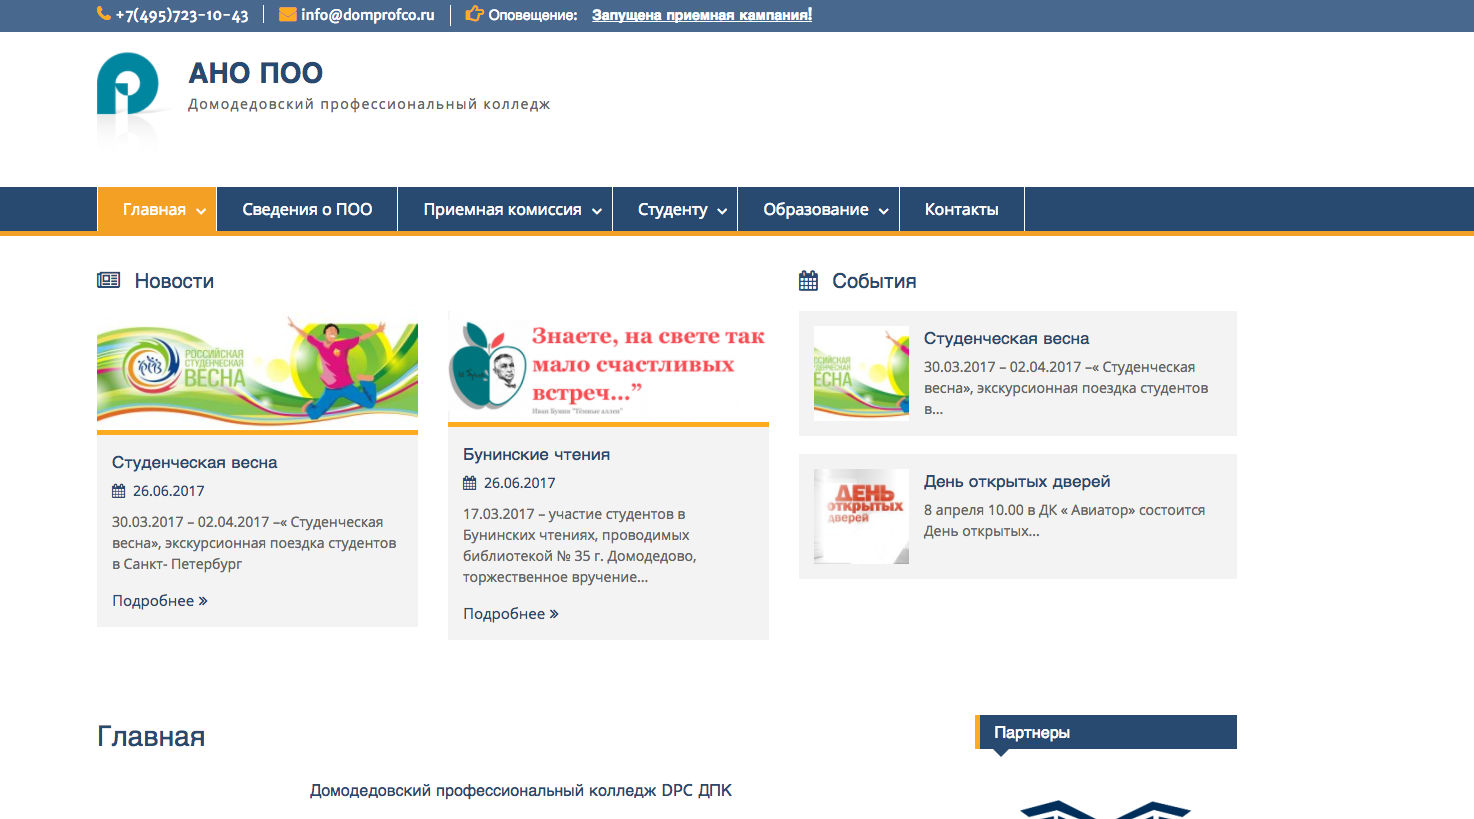 +7(495)723-10-43 info@domprofco.ru Оповещение: Запущена приемная кампания!
АНО ПОО
Домодедовский профессиональный колледж
Главная Сведения о ПОО Приемная комиссия Студенту Образование Контакты
Новости
РОССИЙСКАЯ
СТУДЕНЧЕСКАЯ
ВЕСНА
Студенческая весна
26.06.2017
30.03.2017 – 02.04.2017 –« Студенческая
весна», экскурсионная поездка студентов
в Санкт- Петербург
Подробнее »
Знаете, на свете так
мало счастливых
встреч...”
Иван Бунин "Тёмные аллеи"
Бунинские чтения
26.06.2017
17.03.2017 – участие студентов в
Бунинских чтениях, проводимых
библиотекой № 35 г. Домодедово,
торжественное вручение...
Подробнее »
События
ССИЙСКАЯ
УДЕНЧЕСКАЯ
ЕСНА
Студенческая весна
30.03.2017 – 02.04.2017 –« Студенческая
весна», экскурсионная поездка студентов
в...
ДЕНЬ
открытых
дверей
День открытых дверей
8 апреля 10.00 в ДК « Авиатор» состоится
День открытых...
Главная
Домодедовский профессиональный колледж DPC ДПК
Партнеры